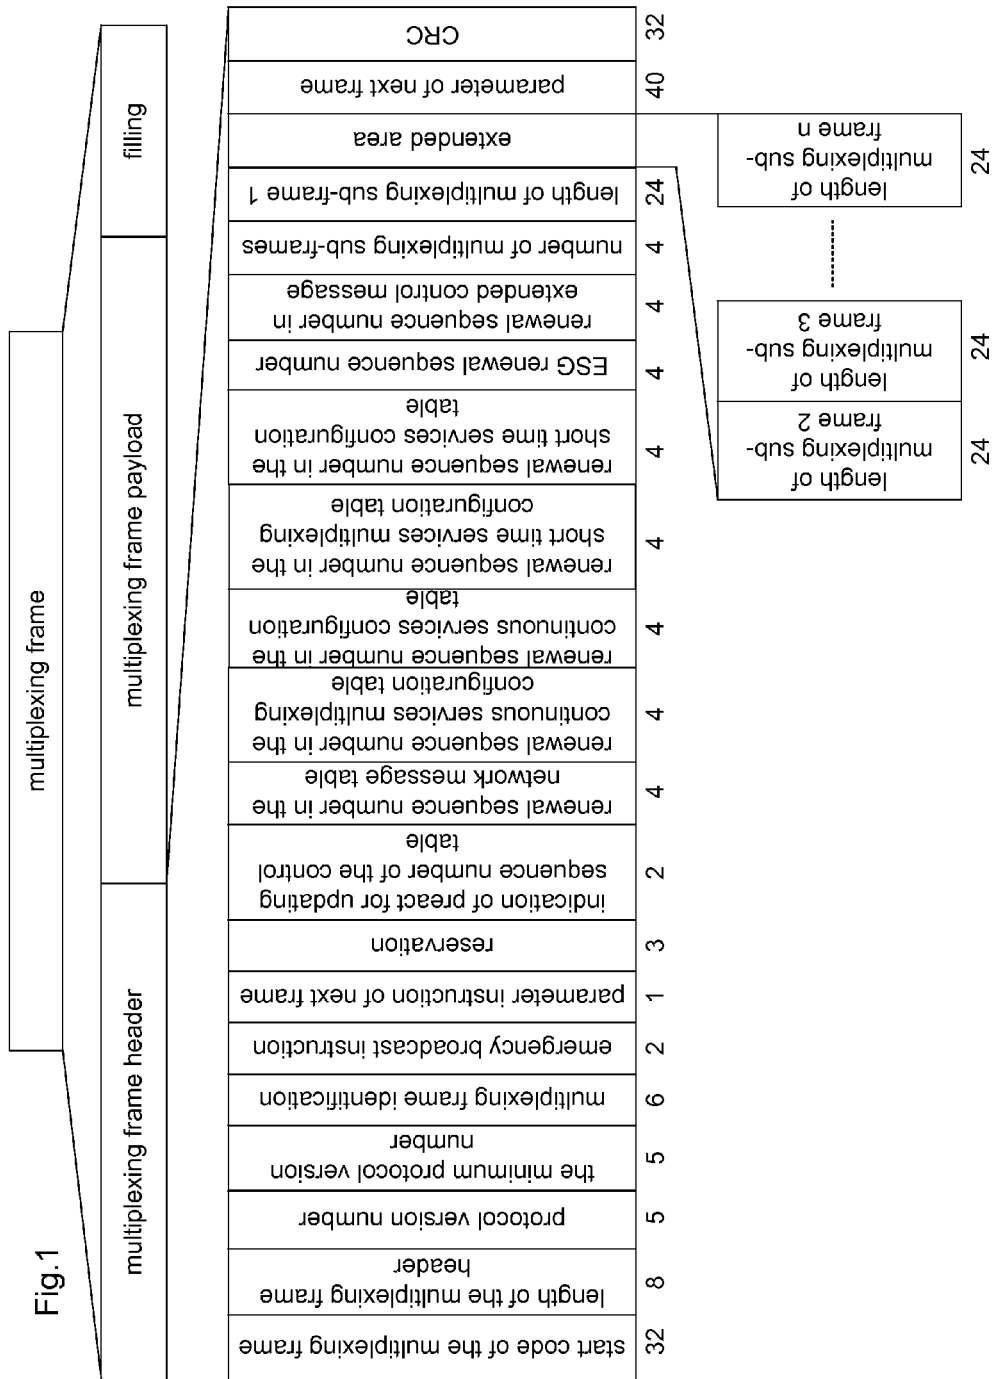 Fig.1
multiplexing frame
multiplexing frame header
multiplexing frame payload
filling
start code of the multiplexing frame
32
length of the multiplexing frame
header
8
protocol version number
5
the minimum protocol version
number
5
multiplexing frame identification
6
emergency broadcast instruction
2
parameter instruction of next frame
1
reservation
3
indication of preact for updating
sequence number of the control
table
2
renewal sequence number in the
network message table
4
renewal sequence number in the
continuous services multiplexing
configuration table
4
renewal sequence number in the
continuous services configuration
table
4
renewal sequence number in the
short time services multiplexing
configuration table
4
renewal sequence number in the
short time services configuration
table
4
ESG renewal sequence number
4
renewal sequence number in
extended control message
4
number of multiplexing sub-frames
4
length of multiplexing sub-frame 1
24
extended area
parameter of next frame
40
CRC
32
length of
multiplexing sub-
frame 2
24
length of
multiplexing sub-
frame 3
24
length of
multiplexing sub-
frame n
24